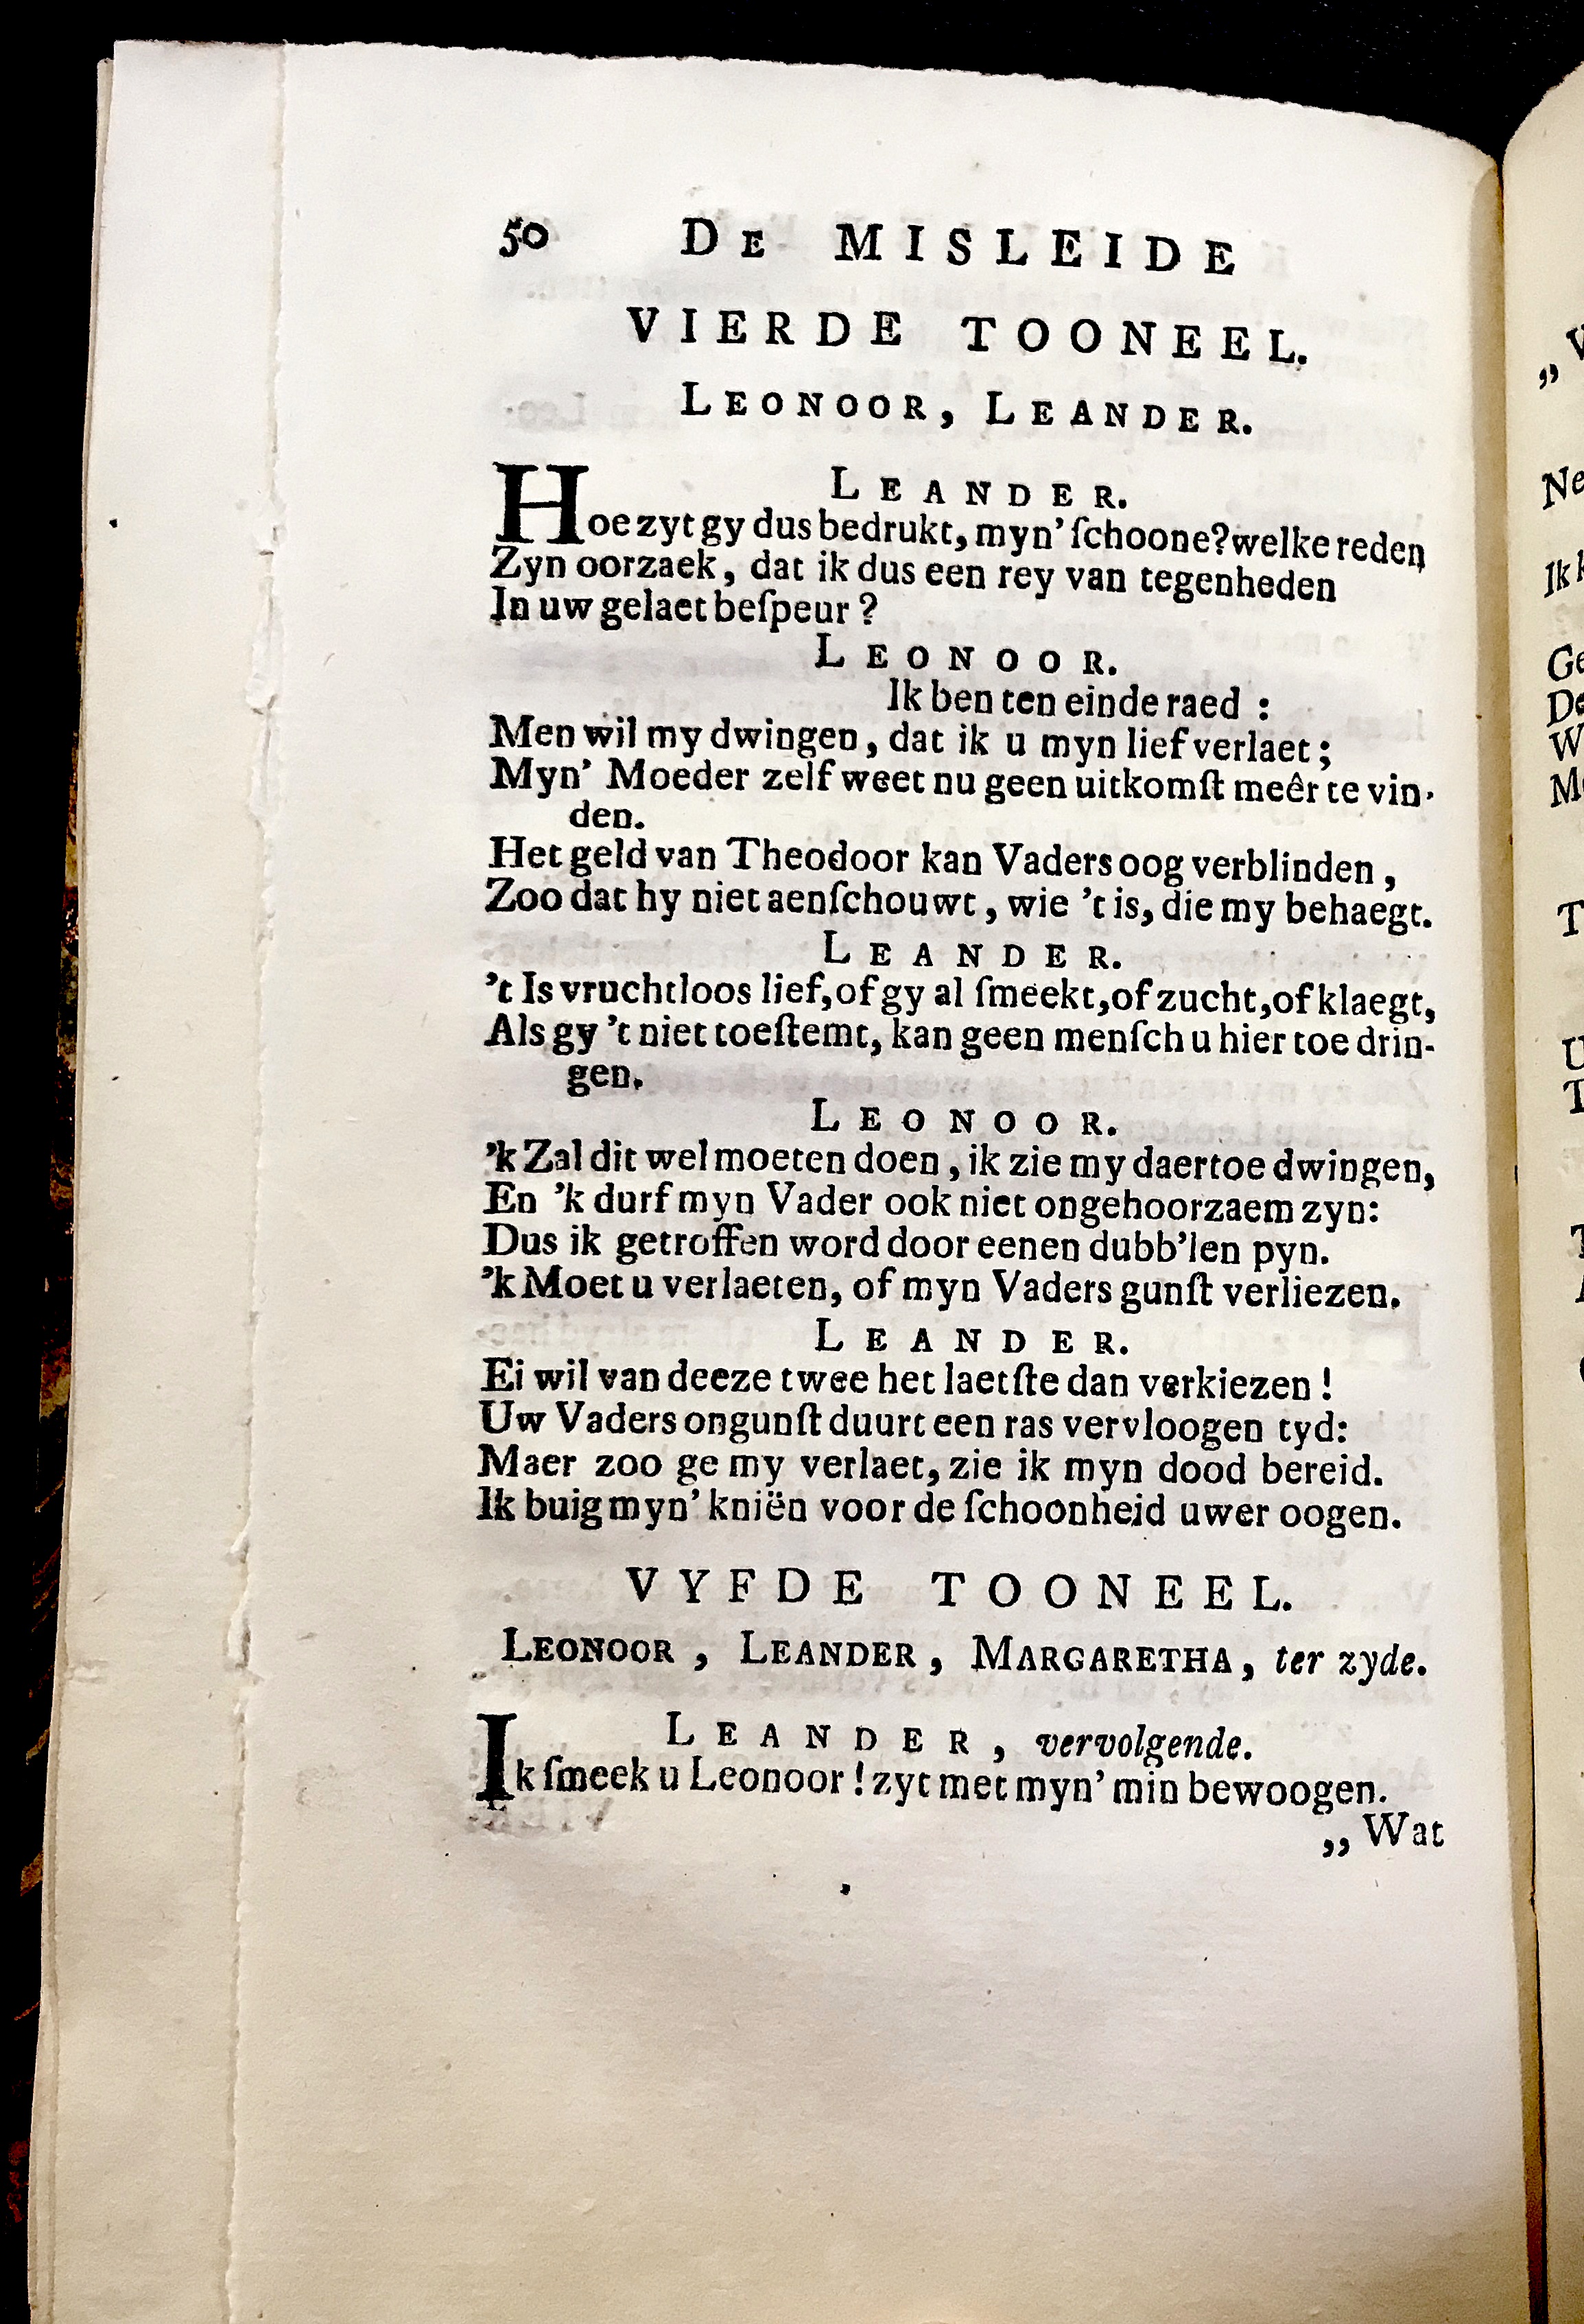 50 De MISLEIDE
VIERDE TOONEEL.
LEONOOR, LEANDER.
LEANDER.
Hoe zyt gy dus bedrukt, myn' ſchoone? welke reden
Zyn oorzaek, dat ik dus een rey van tegenheden
In uw gelaet beſpeur?
LEONOOR.
Ik ben ten einde raed:
Men wil my dwingen, dat ik u myn lief verlaet;
Myn' Moeder zelf weet nu geen uitkomſt meêr te vin-
den.
Het geld van Theodoor kan Vaders oog verblinden,
Zoo dat hy niet aenſchouwt, wie 't is, die my behaegt.
LEANDER.
't Is vruchtloos lief, of gy al ſmeekt, of zucht, of klaegt,
Als gy 't niet toeſtemt, kan geen menſch u hier toe drin-
gen.
LEONOOR.
'k Zal dit wel moeten doen, ik zie my daertoe dwingen,
En 'k durf myn Vader ook niet ongehoorzaem zyn:
Dus ik getroffen word door eenen dubb'len pyn.
'k Moet u verlaeten, of myn Vaders gunſt verliezen.
LEANDER.
Ei wil van deeze twee het laetſte dan verkiezen!
Uw Vaders ongunſt duurt een ras vervloogen tyd:
Maer zoo ge my verlaet, zie ik myn dood bereid.
Ik buig myn' kniën voor de ſchoonheid uwer oogen.
VYFDE TOONEEL.
LEONOOR, LEANDER, MARGARETHA, ter zyde.
LEANDER, vervolgende.
Ik ſmeek u Leonoor! zyt met myn' min bewoogen.
„ Wat